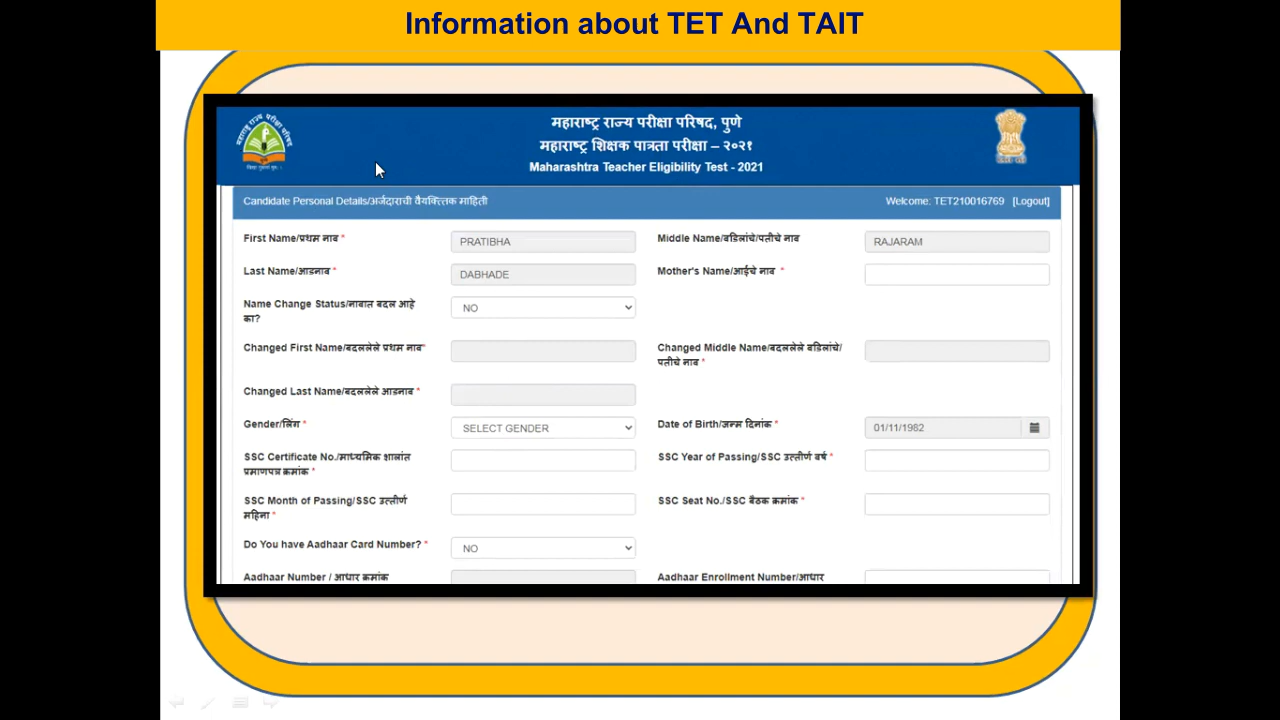 Information about TET And TAIT
महाराष्ट्र राज्य परीक्षा परिषद, पुणे
महाराष्ट्र शिक्षक पात्रता परीक्षा – २०२१
Maharashtra Teacher Eligibility Test - 2021
Candidate Personal Details/अर्जदाराची वैयक्तिक माहिती Welcome: TET210016769 [Logout]
First Name/प्रथम नाव * PRATIBHA Middle Name/वडिलांचे/पतीचे नाव RAJARAM
Last Name/आडनाव * DABHADE Mother's Name/आईचे नाव *
Name Change Status/नावात बदल आहे का? NO
Changed First Name/बदललेले प्रथम नाव* Changed Middle Name/बदललेले वडिलांचे/
पतीचे नाव *
Changed Last Name/बदललेले आडनाव *
Gender/लिंग * SELECT GENDER Date of Birth/जन्म दिनांक * 01/11/1982
SSC Certificate No./माध्यमिक शालांत
प्रमाणपत्र क्रमांक * SSC Year of Passing/SSC उत्तीर्ण वर्ष *
SSC Month of Passing/SSC उत्तीर्ण
महिना * SSC Seat No./SSC बैठक क्रमांक *
Do You have Aadhaar Card Number? * NO
Aadhaar Number / आधार क्रमांक Aadhaar Enrollment Number/आधार